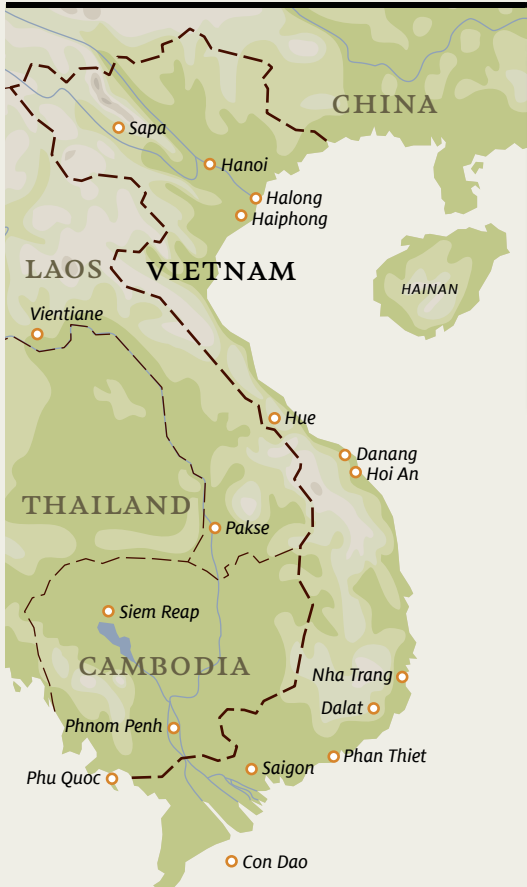 CHINA
Sapa
Hanoi
Halong
Haiphong
LAOS
VIETNAM
HAINAN
Vientiane
Hue
Danang
Hoi An
THAILAND
Pakse
Siem Reap
CAMBODIA
Nha Trang
Dalat
Phnom Penh
Phan Thiet
Saigon
Phu Quoc
Con Dao